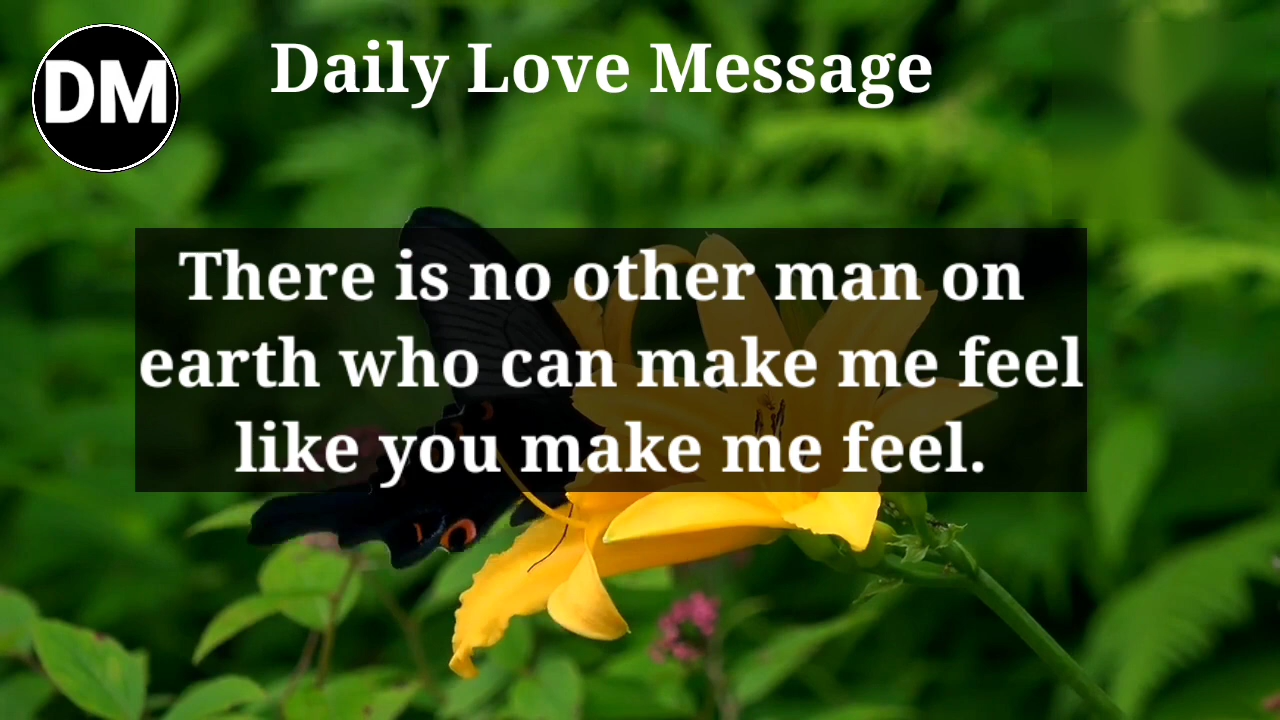 DM
Daily Love Message
There is no other man on
earth who can make me feel
like you make me feel.